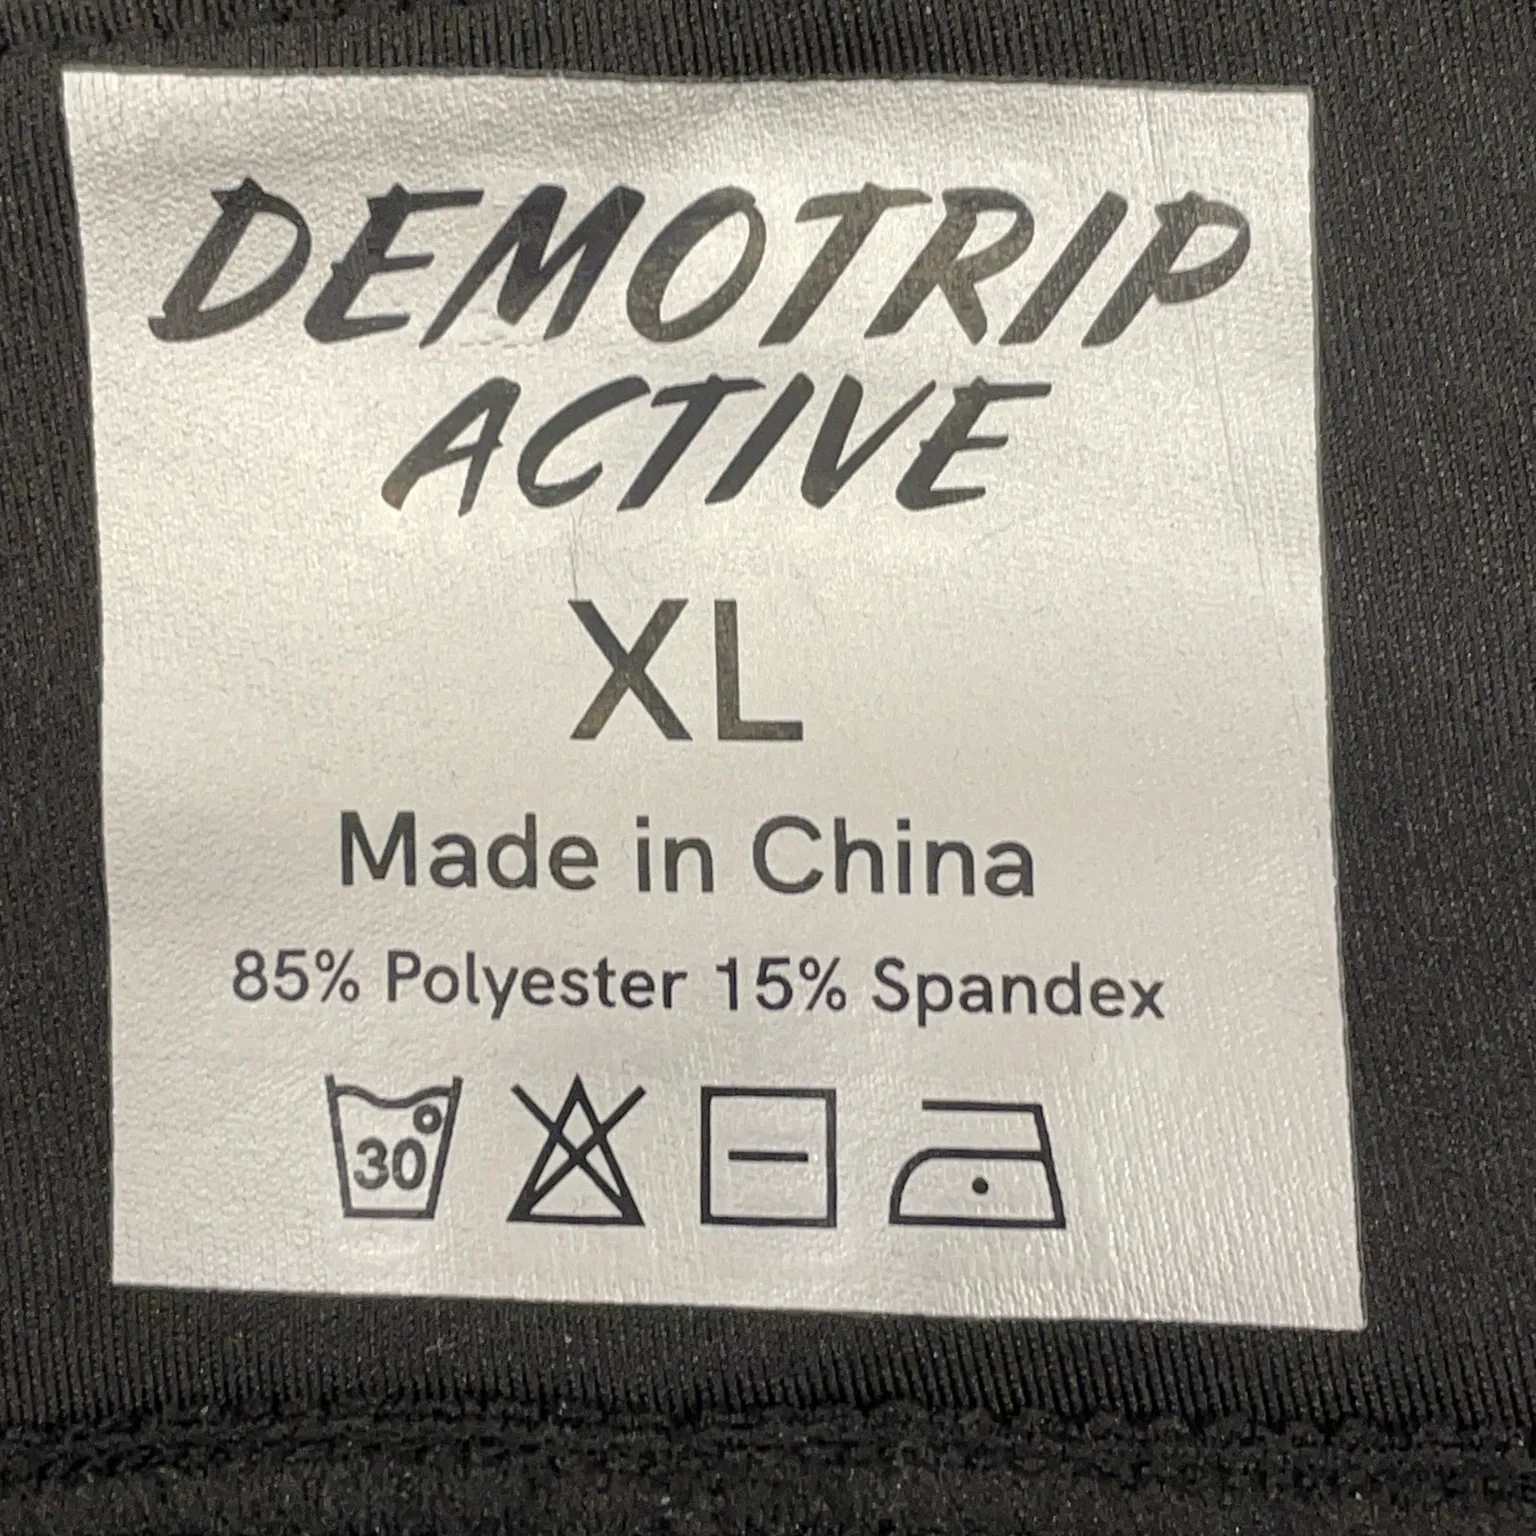 DEMOTRIP
ACTIVE
XL
Made in China
85% Polyester 15% Spandex
30°